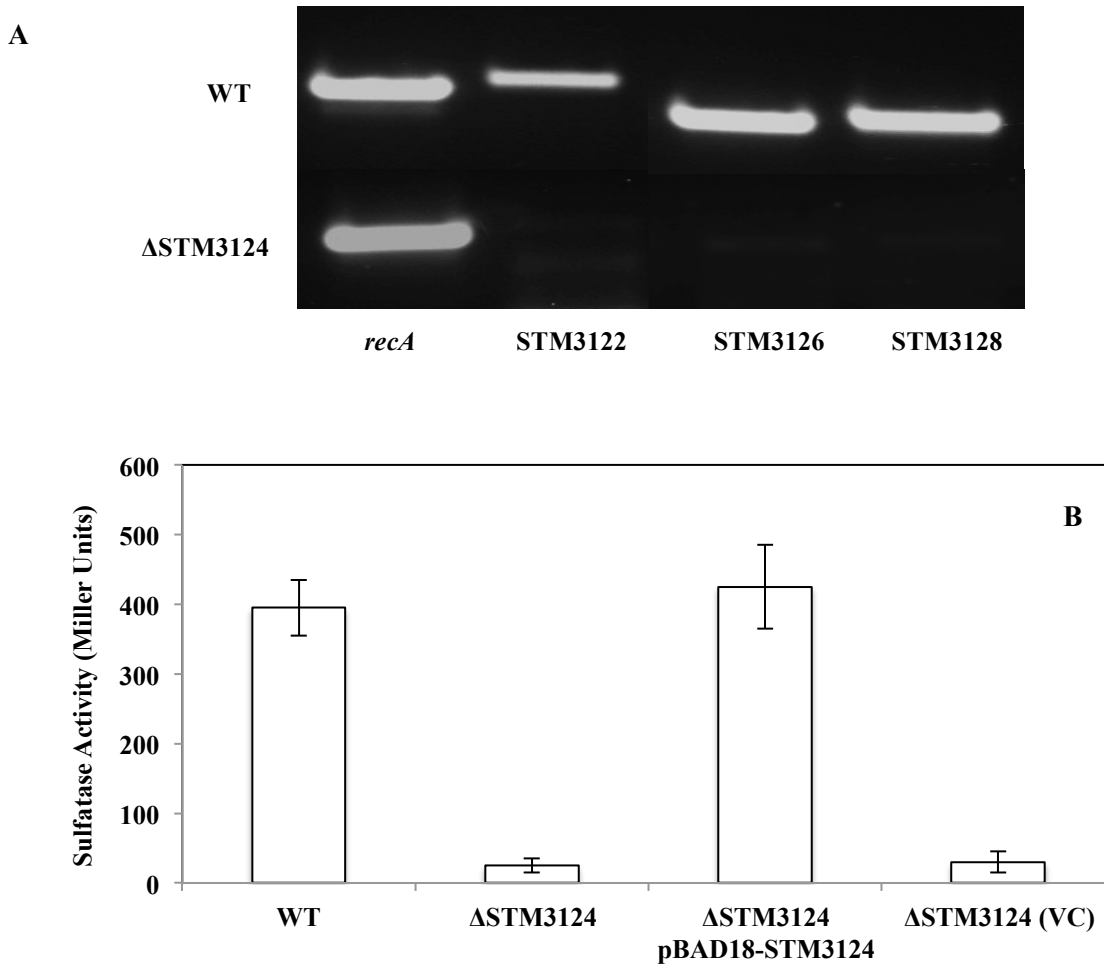 A
WT
ΔSTM3124
recA STM3122 STM3126 STM3128
B
Sulfatase Activity (Miller Units)
600
500
400
300
200
100
0
WT ΔSTM3124 ΔSTM3124 ΔSTM3124 (VC)
pBAD18-STM3124